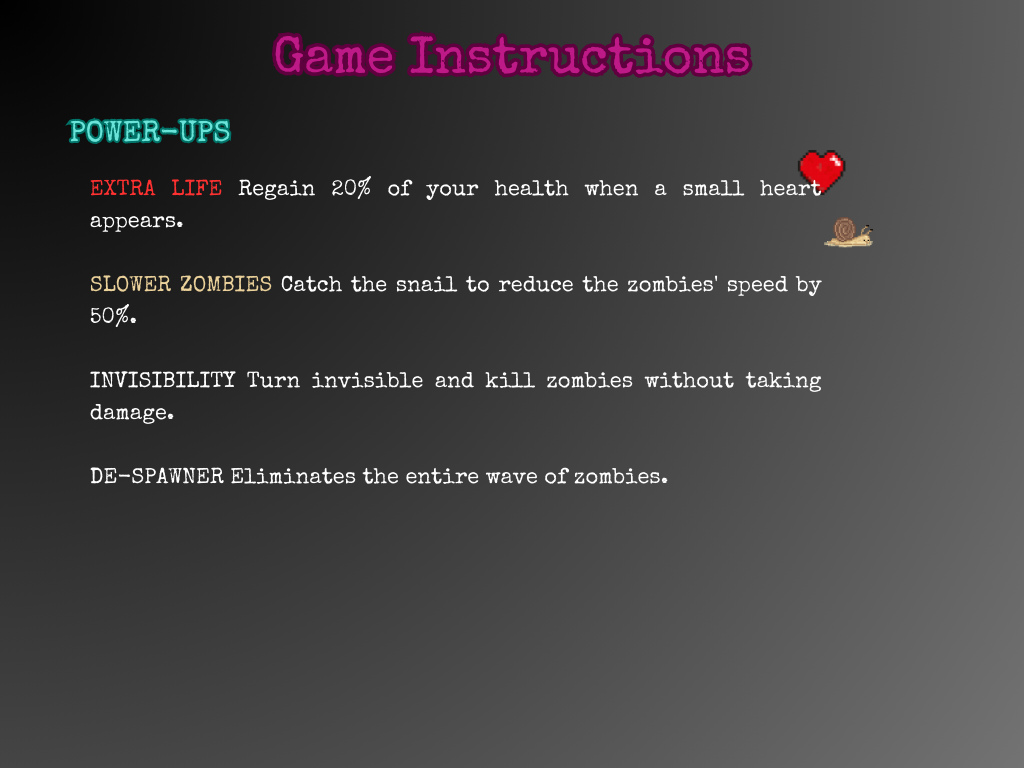 Game Instructions
POWER-UPS
EXTRA LIFE Regain 20% of your health when a small heart
appears.
SLOWER ZOMBIES Catch the snail to reduce the zombies' speed by
50%.
INVISIBILITY Turn invisible and kill zombies without taking
damage.
DE-SPAWNER Eliminates the entire wave of zombies.